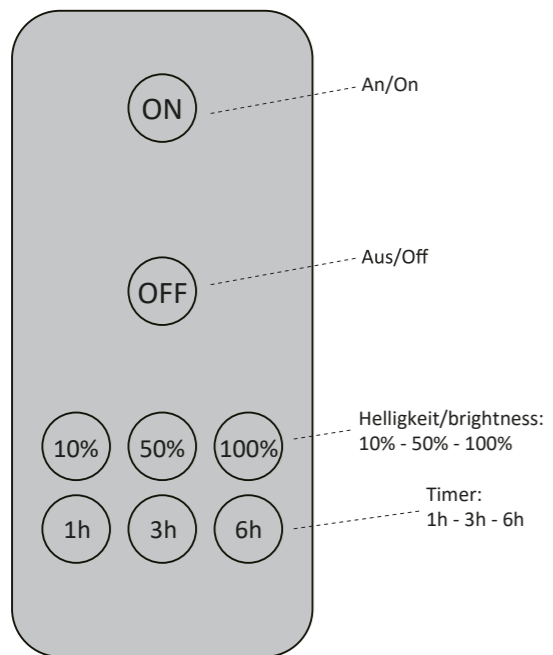 ON
An/On
OFF
Aus/Off
10% 50% 100%
Helligkeit/brightness:
10% - 50% - 100%
1h 3h 6h
Timer:
1h - 3h - 6h